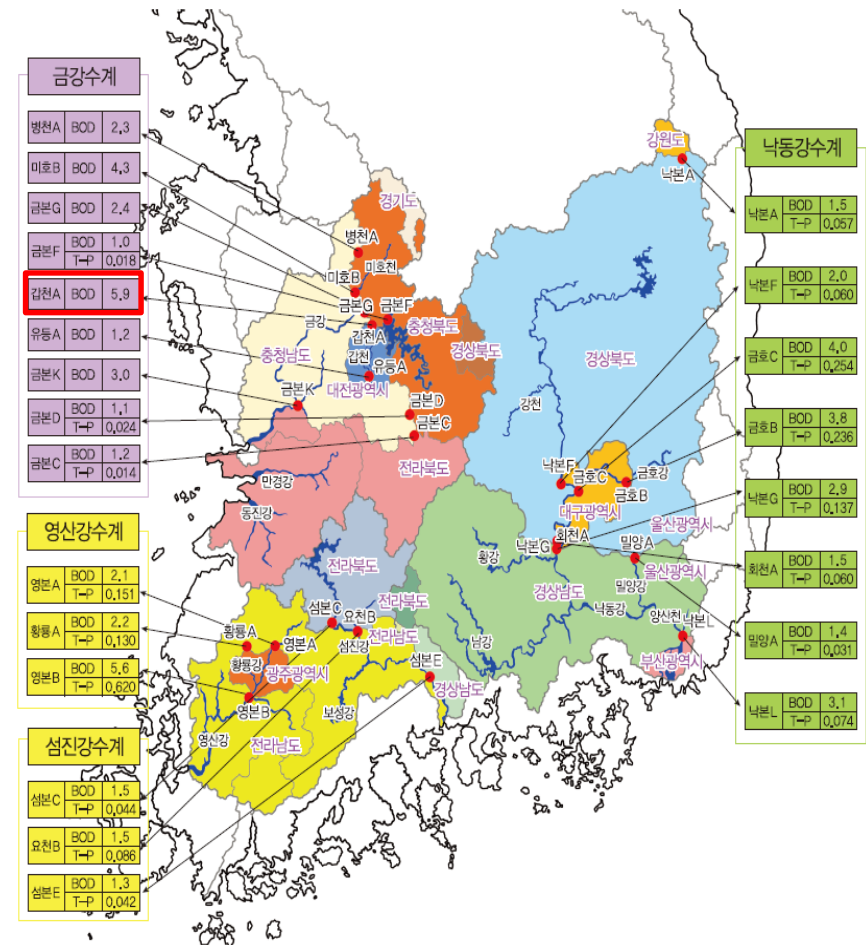 금강수계
병천A BOD 2.3
미호B BOD 4.3
금본G BOD 2.4
금본F BOD 1.0
T-P 0.018
갑천A BOD 5.9
유등A BOD 1.2
금본K BOD 3.0
금본D BOD 1.1
T-P 0.024
금본C BOD 1.2
T-P 0.014
영산강수계
영본A BOD 2.1
T-P 0.151
황룡A BOD 2.2
T-P 0.130
영본B BOD 5.6
T-P 0.620
섬진강수계
섬본C BOD 1.5
T-P 0.044
요천B BOD 1.5
T-P 0.086
섬본E BOD 1.3
T-P 0.042
강원도
낙본A
경기도
병천A
미호천
미호B
금본G 금본F
금강
갑천A
충청북도
충청남도
갑천
유등A
경상북도
경상북도
대전광역시
금본K
강천
금본D
금본C
전라북도
만경강
동진강
낙본F
금호C
금호강
금호B
대구광역시
울산광역시
회천A
낙본G
밀양A
황강
울산광역시
전라북도
밀양강
경상남도
전라북도
낙동강
섬본C
요천B
양산천
낙본L
황룡A
전라남도
영본A
섬진강
남강
부산광역시
황룡강
광주광역시
섬본E
경상남도
영본B
보성강
영산강
전라남도
낙동강수계
낙본A BOD 1.5
T-P 0.057
낙본F BOD 2.0
T-P 0.060
금호C BOD 4.0
T-P 0.254
금호B BOD 3.8
T-P 0.236
낙본G BOD 2.9
T-P 0.137
회천A BOD 1.5
T-P 0.060
밀양A BOD 1.4
T-P 0.031
낙본L BOD 3.1
T-P 0.074